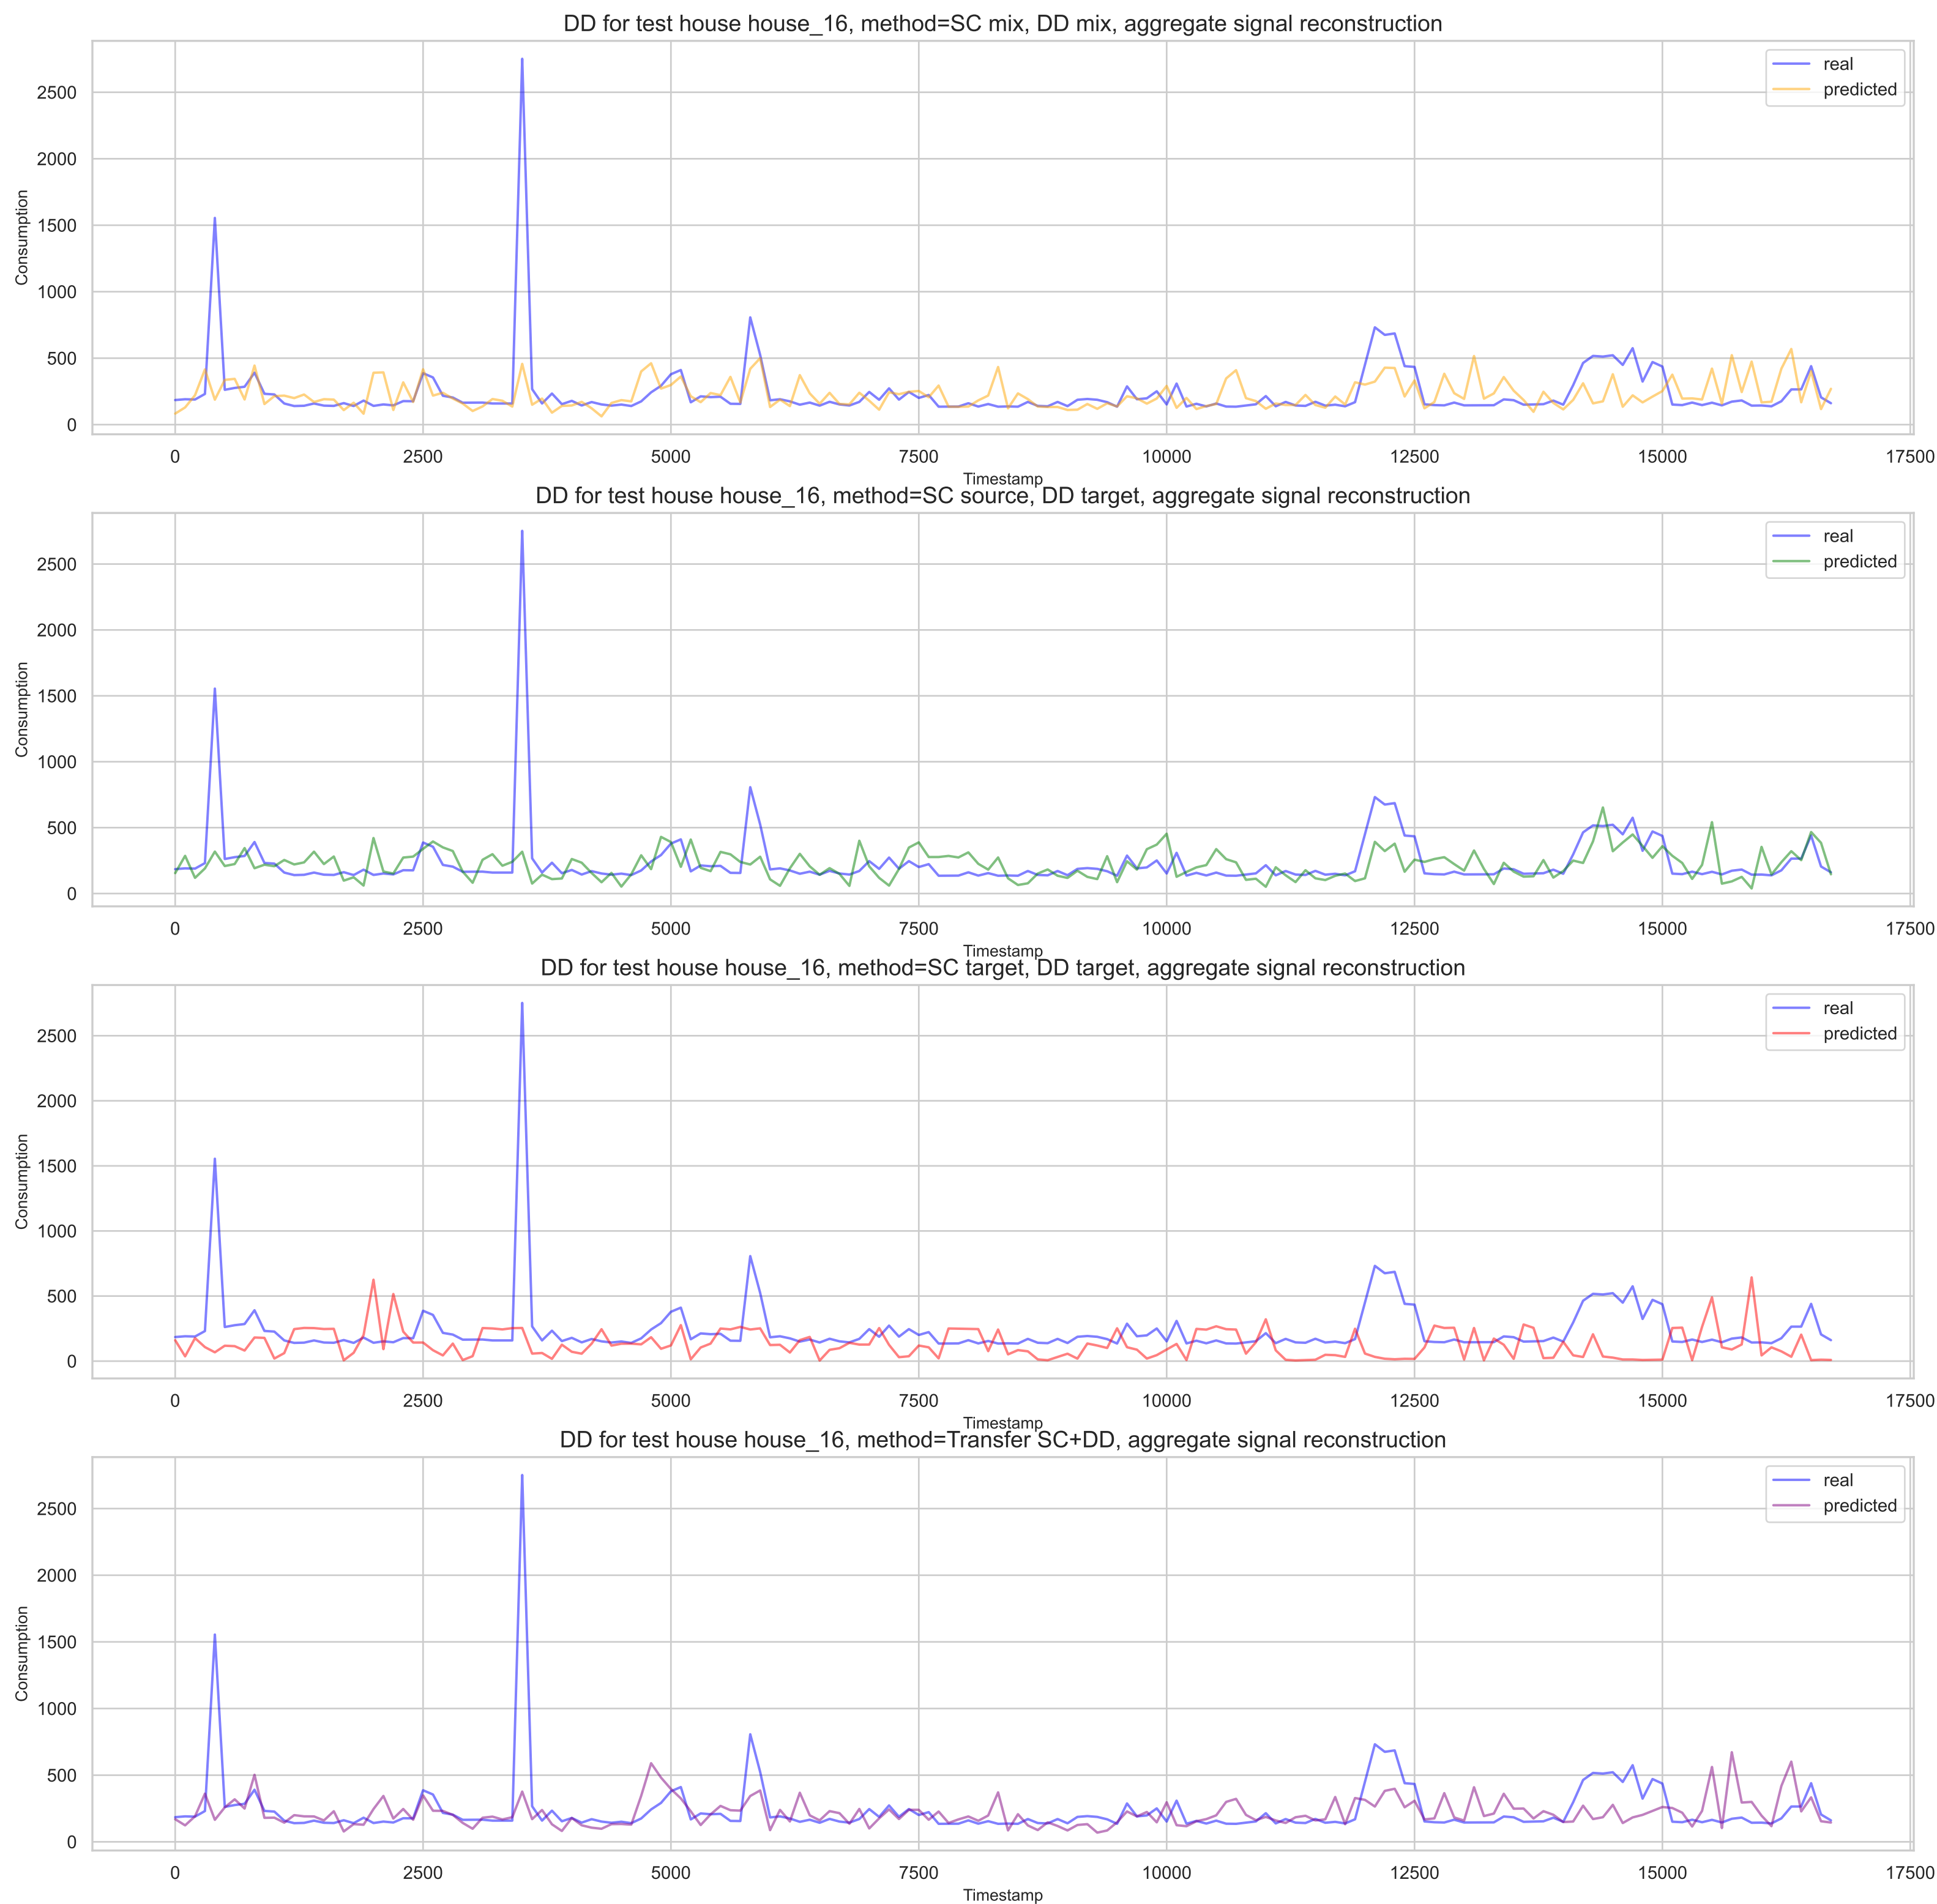 DD for test house house_16, method=SC mix, DD mix, aggregate signal reconstruction
real
predicted
Consumption
2500
2000
1500
1000
500
0
0 2500 5000 7500 10000 12500 15000 17500
Timestamp
DD for test house house_16, method=SC source, DD target, aggregate signal reconstruction
real
predicted
Consumption
2500
2000
1500
1000
500
0
0 2500 5000 7500 10000 12500 15000 17500
Timestamp
DD for test house house_16, method=SC target, DD target, aggregate signal reconstruction
real
predicted
Consumption
2500
2000
1500
1000
500
0
0 2500 5000 7500 10000 12500 15000 17500
Timestamp
DD for test house house_16, method=Transfer SC+DD, aggregate signal reconstruction
real
predicted
Consumption
2500
2000
1500
1000
500
0
0 2500 5000 7500 10000 12500 15000 17500
Timestamp